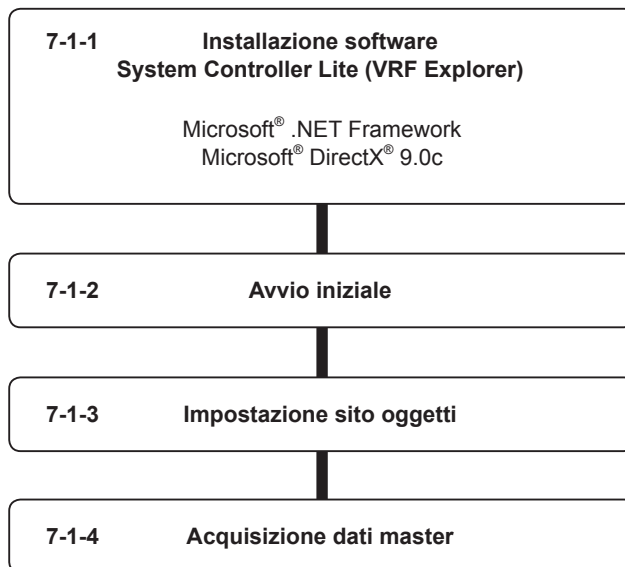 7-1-1 Installazione software
System Controller Lite (VRF Explorer)
Microsoft® .NET Framework
Microsoft® DirectX® 9.0c
7-1-2 Avvio iniziale
7-1-3 Impostazione sito oggetti
7-1-4 Acquisizione dati master